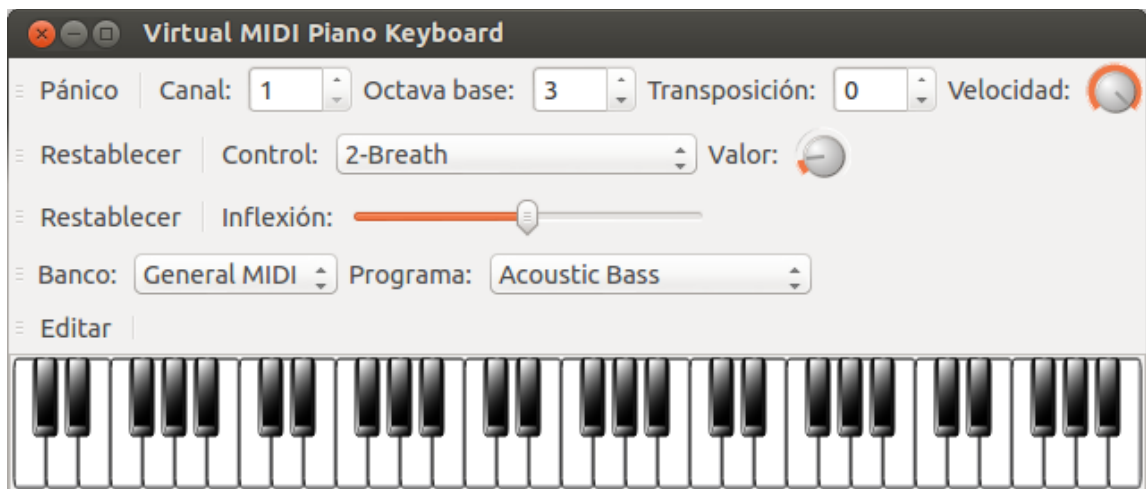 Virtual MIDI Piano Keyboard
Pánico Canal: 1 Octava base: 3 Transposición: 0 Velocidad:
Restablecer Control: 2-Breath Valor:
Restablecer Inflexión:
Banco: General MIDI Programa: Acoustic Bass
Editar